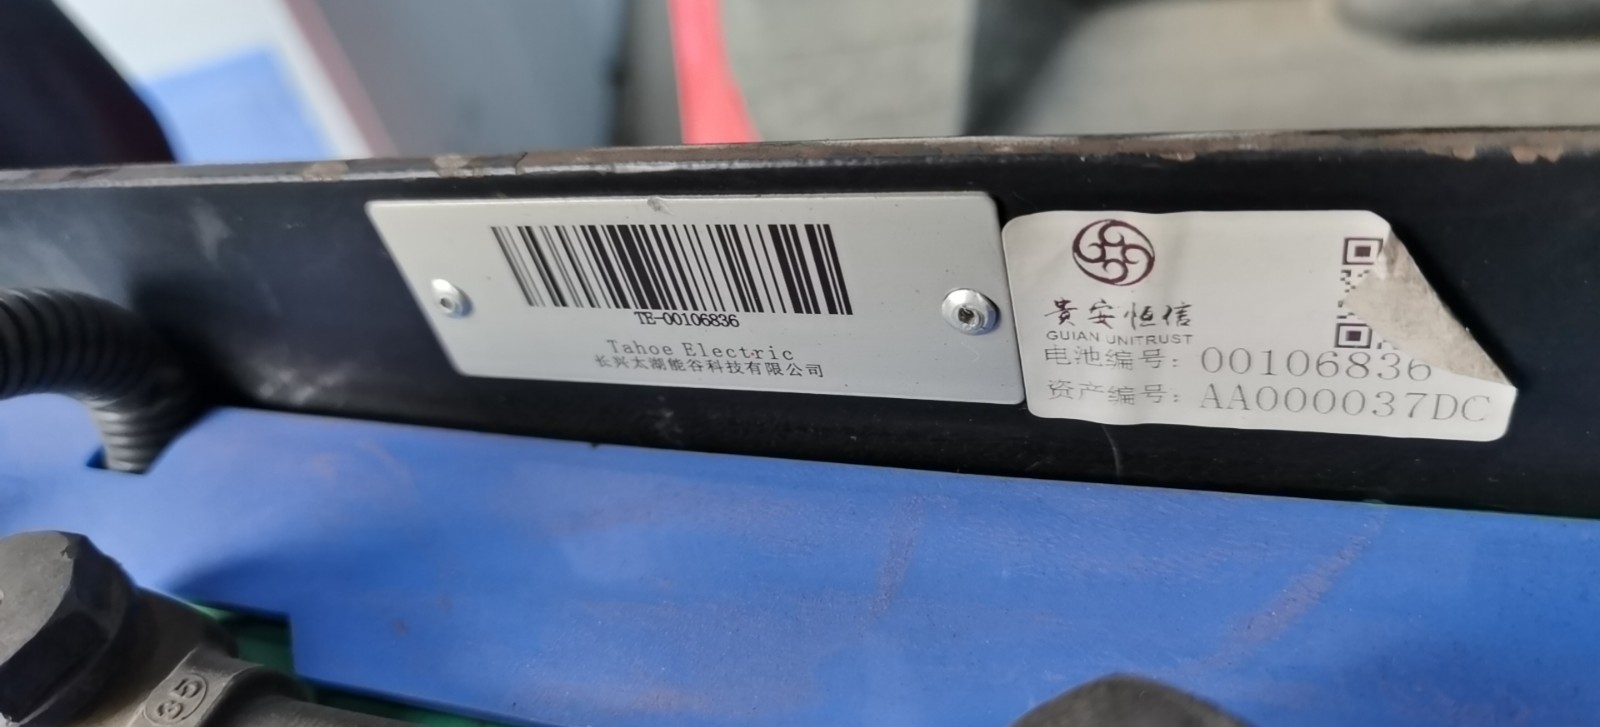 TE-00106836
Tahoe Electric
长兴太湖能谷科技有限公司
贵安恒信
GUIAN UNITRUST
电池编号: 00106836
资产编号: AA000037DC
35